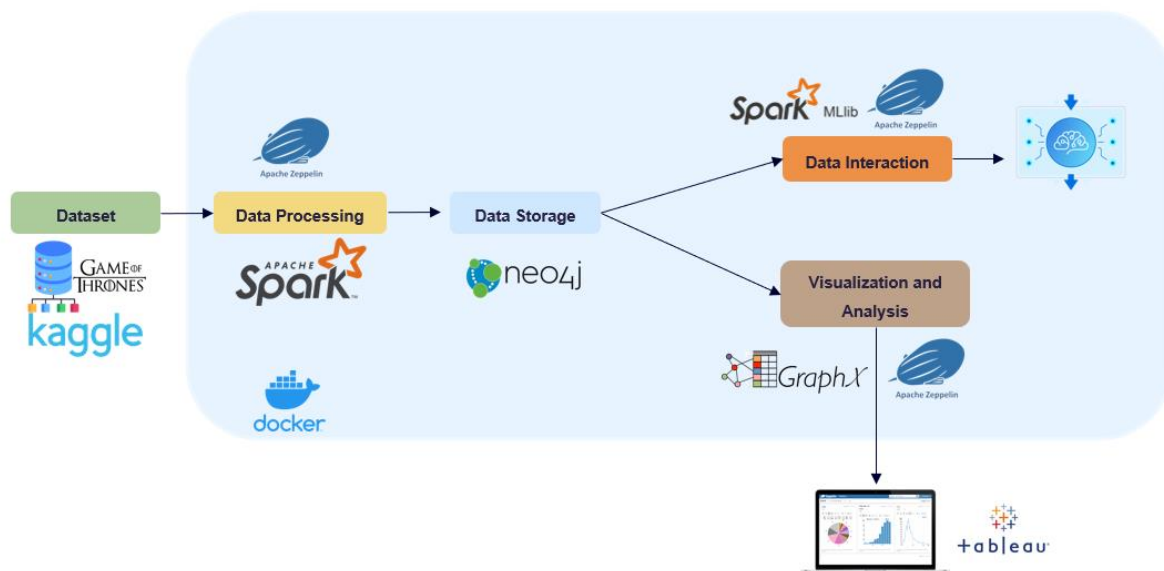 Spark MLlib
Apache Zeppelin
Apache Zeppelin
Data Interaction
Dataset
Data Processing
Data Storage
GAME OF
THRONES
kaggle
APACHE
Spark
neo4j
Visualization and
Analysis
GraphX
Apache Zeppelin
docker
+ableau